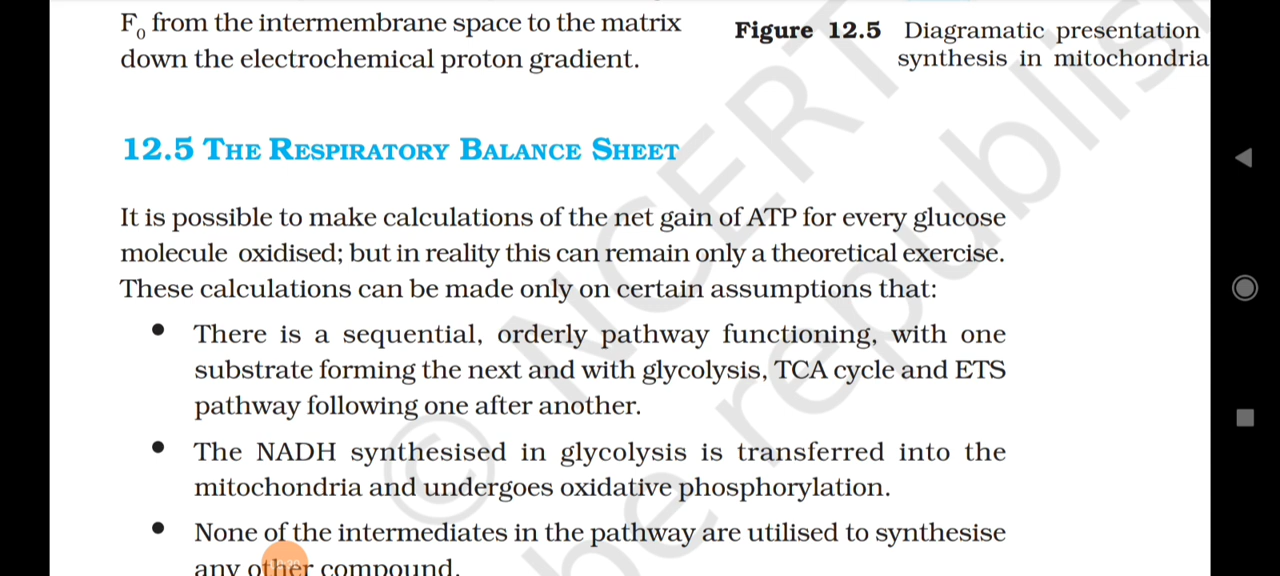 F₀ from the intermembrane space to the matrix
down the electrochemical proton gradient.
Figure 12.5 Diagramatic presentation
synthesis in mitochondria
12.5 THE RESPIRATORY BALANCE SHEET
It is possible to make calculations of the net gain of ATP for every glucose
molecule oxidised; but in reality this can remain only a theoretical exercise.
These calculations can be made only on certain assumptions that:
• There is a sequential, orderly pathway functioning, with one
substrate forming the next and with glycolysis, TCA cycle and ETS
pathway following one after another.
• The NADH synthesised in glycolysis is transferred into the
mitochondria and undergoes oxidative phosphorylation.
• None of the intermediates in the pathway are utilised to synthesise
any other compound.
© NCERT
be republis